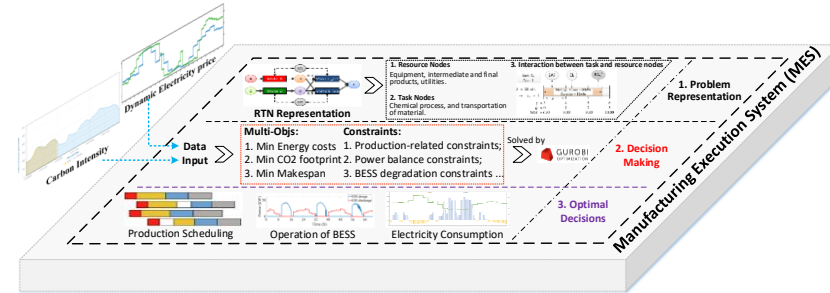 Dynamic Electricity price
Carbon Intensity
Data
Input
RTN Representation
1. Resource Nodes
Equipment, intermediate and final
products, utilities.
2. Task Nodes
Chemical process, and transportation
of material.
3. Interaction between task and resource nodes
1. Problem
Representation
Multi-Objs:
1. Min Energy costs
2. Min CO2 footprint
3. Min Makespan
Constraints:
1. Production-related constraints;
2. Power balance constraints;
3. BESS degradation constraints ...
Solved by
GUROBI
OPTIMIZATION
2. Decision
Making
3. Optimal
Decisions
Production Scheduling
Operation of BESS
Electricity Consumption
Manufacturing Execution System (MES)